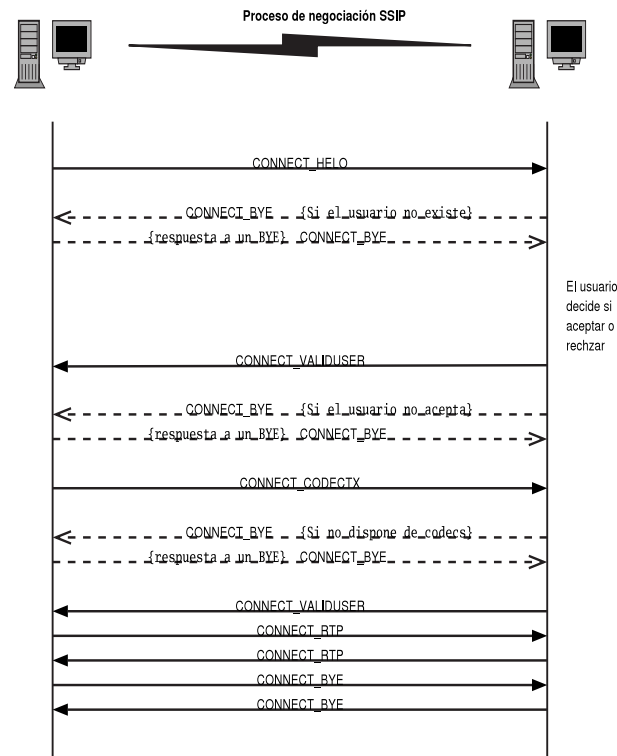 Proceso de negociación SSIP
CONNECT_HELO
CONNECT_BYE {Si el usuario no existe}
{respuesta a un BYE} CONNECT_BYE
El usuario
decide si
aceptar o
rechzar
CONNECT_VALIDUSER
CONNECT_BYE {Si el usuario no acepta}
{respuesta a un BYE} CONNECT_BYE
CONNECT_CODECTX
CONNECT_BYE {Si no dispone de codecs}
{respuesta a un BYE} CONNECT_BYE
CONNECT_VALIDUSER
CONNECT_RTP
CONNECT_RTP
CONNECT_BYE
CONNECT_BYE